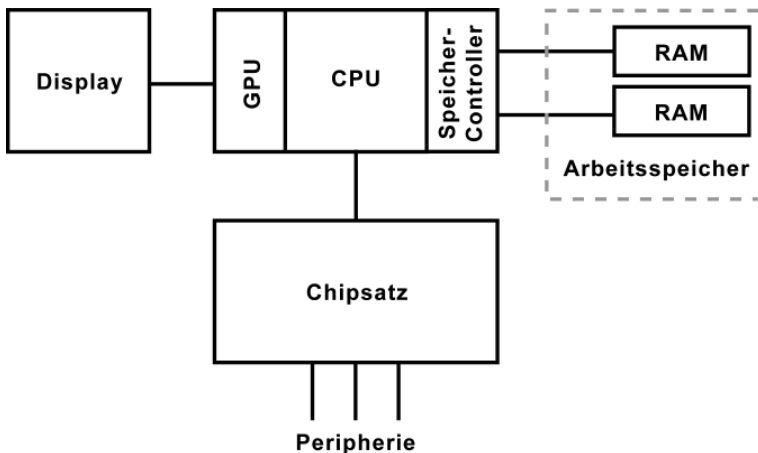 Display
GPU
CPU
Speicher-
Controller
RAM
RAM
Arbeitsspeicher
Chipsatz
Peripherie